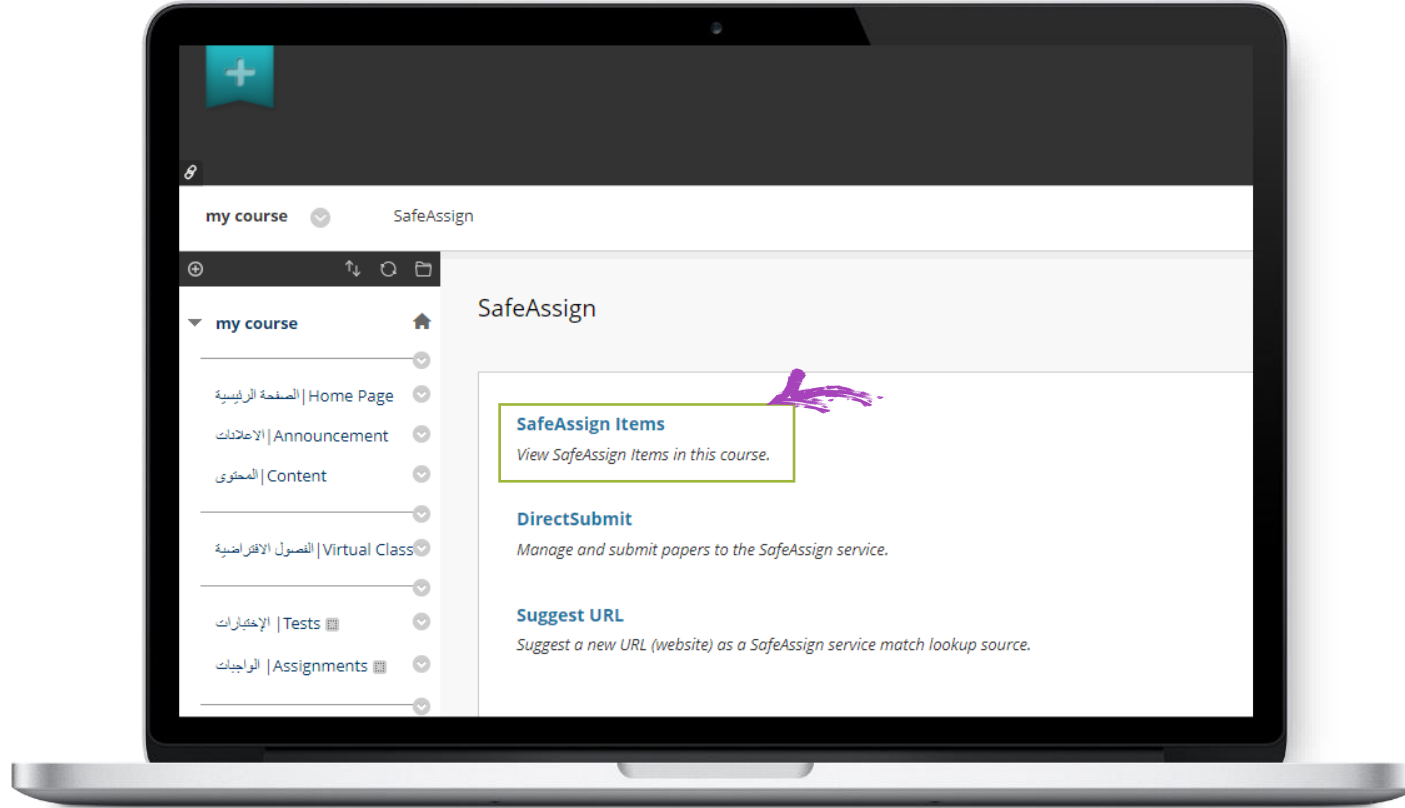 my course
SafeAssign
my course
SafeAssign
الصفحة الرئيسية|Home Page
الاعلانات|Announcement
المحتوى|Content
الفصول الافتراضية|Virtual Class
الإختبارات |Tests
الواجبات |Assignments
SafeAssign Items
View SafeAssign Items in this course.
DirectSubmit
Manage and submit papers to the SafeAssign service.
Suggest URL
Suggest a new URL (website) as a SafeAssign service match lookup source.